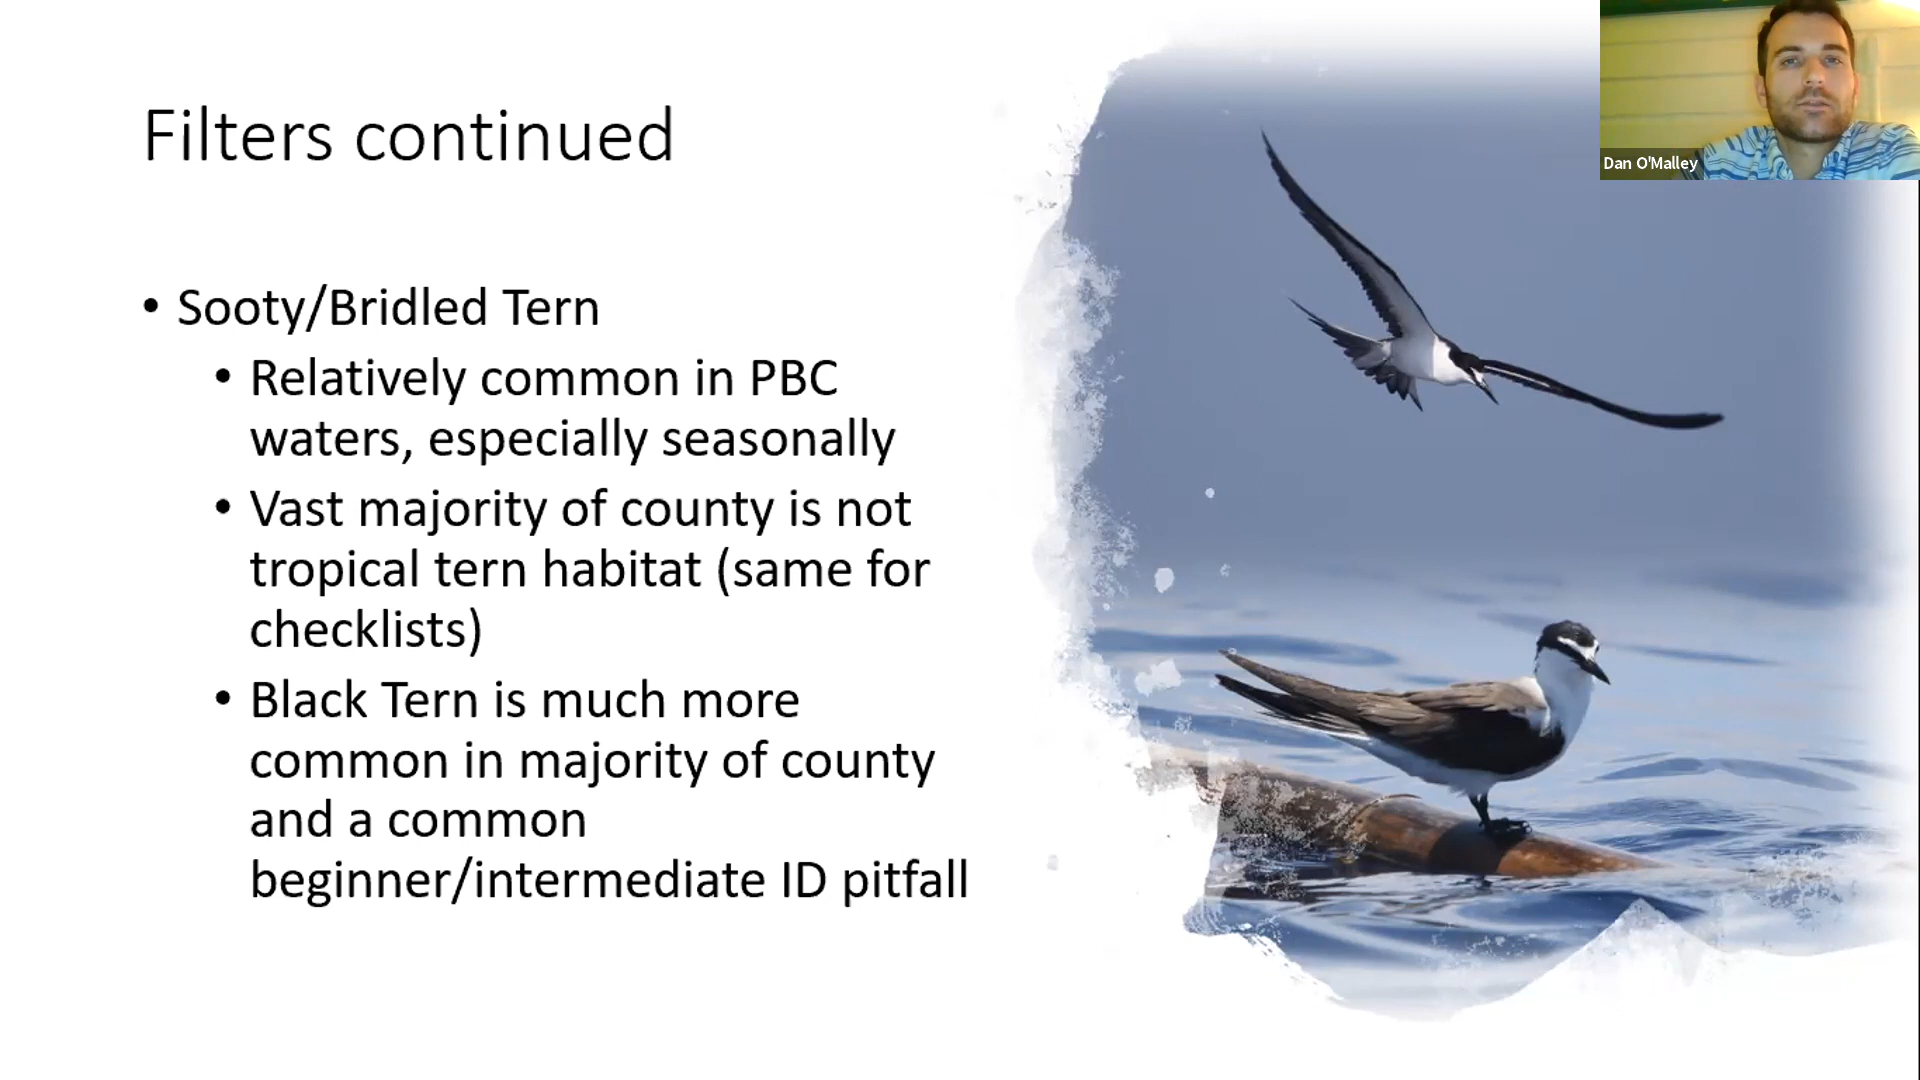 Filters continued
• Sooty/Bridled Tern
• Relatively common in PBC
waters, especially seasonally
• Vast majority of county is not
tropical tern habitat (same for
checklists)
• Black Tern is much more
common in majority of county
and a common
beginner/intermediate ID pitfall
Dan O'Malley